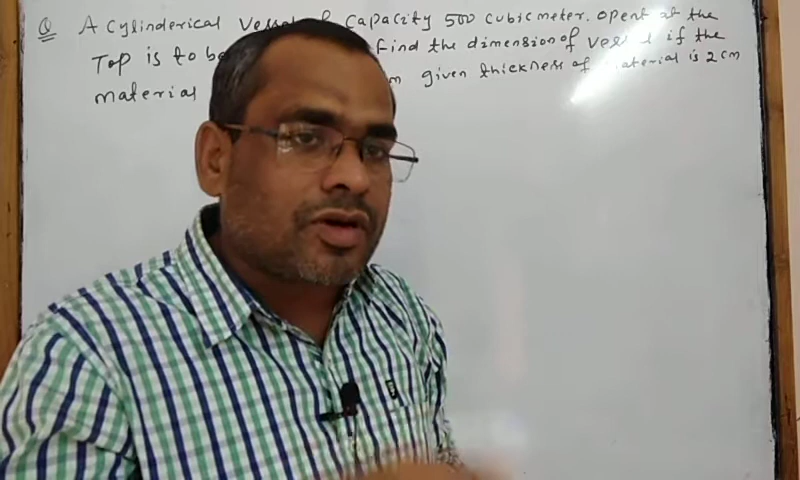 Q A Cylinderical Vessel of Capacity 500 Cubic meter. Opent at the
Top is to be Find the dimension of Vessel if the
material given thickness of material is 2 cm